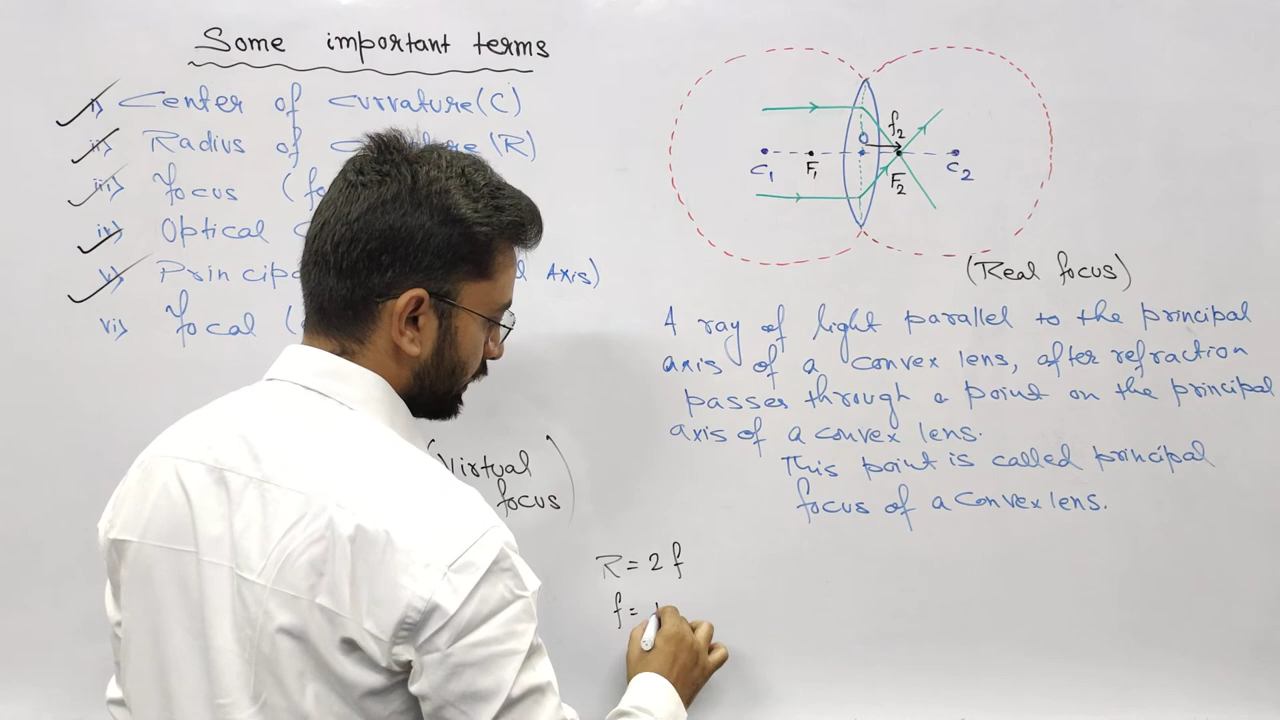 Some important terms
i) Center of Curvature (C)
ii) Radius of (R)
iii) Focus
iv) Optical
v) Axis)
vi) Focal
(Virtual
focus)
R = 2f
f =
O
f2
C1
F1
F2
C2
(Real focus)
A ray of light parallel to the principal
axis of a convex lens, after refraction
passes through a point on the principal
axis of a convex lens.
This point is called principal
focus of a convex lens.